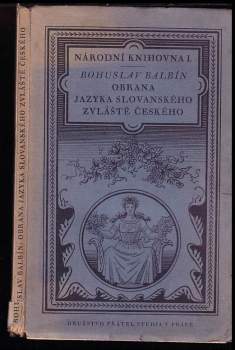 NÁRODNÍ KNIHOVNA I.
BOHUSLAV BALBÍN
OBRANA
JAZYKA SLOVANSKÉHO
ZVLÁŠTĚ ČESKÉHO
DRUŽSTVO PŘÁTEL STUDIA V PRAZE
BOHUSLAV BALBÍN: OBRANA JAZYKA SLOVANSKÉHO ZVLÁŠTĚ ČESKÉHO